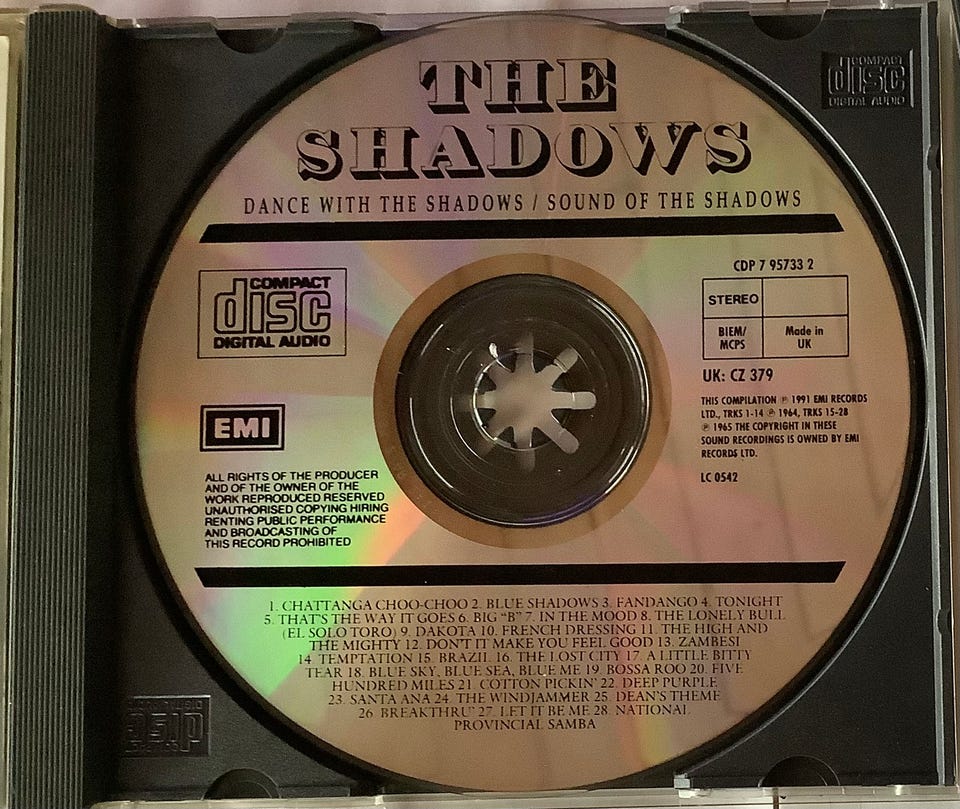 COMPACT
disc
DIGITAL AUDIO
THE
SHADOWS
DANCE WITH THE SHADOWS / SOUND OF THE SHADOWS
COMPACT
disc
DIGITAL AUDIO
CDP 7 95733 2
STEREO
BIEM/
MCPS
Made in
UK
UK: CZ 379
THIS COMPILATION ℗ 1991 EMI RECORDS
LTD., TRKS 1-14 ℗ 1964, TRKS 15-28
℗ 1965 THE COPYRIGHT IN THESE
SOUND RECORDINGS IS OWNED BY EMI
RECORDS LTD.
LC 0542
EMI
ALL RIGHTS OF THE PRODUCER
AND OF THE OWNER OF THE
WORK REPRODUCED RESERVED
UNAUTHORISED COPYING HIRING
RENTING PUBLIC PERFORMANCE
AND BROADCASTING OF
THIS RECORD PROHIBITED
1. CHATTANGA CHOO-CHOO 2. BLUE SHADOWS 3. FANDANGO 4. TONIGHT
5. THAT'S THE WAY IT GOES 6. BIG "B" 7. IN THE MOOD 8. THE LONELY BULL
(EL SOLO TORO) 9. DAKOTA 10. FRENCH DRESSING 11. THE HIGH AND
THE MIGHTY 12. DON'T IT MAKE YOU FEEL GOOD 13. ZAMBESI
14 TEMPTATION 15. BRAZIL 16. THE LOST CITY 17. A LITTLE BITTY
TEAR 18. BLUE SKY, BLUE SEA, BLUE ME 19. BOSSA ROO 20. FIVE
HUNDRED MILES 21. COTTON PICKIN' 22. DEEP PURPLE
23. SANTA ANA 24. THE WINDJAMMER 25. DEAN'S THEME
26 BREAKTHRU' 27. LET IT BE ME 28. NATIONAL
PROVINCIAL SAMBA
disc